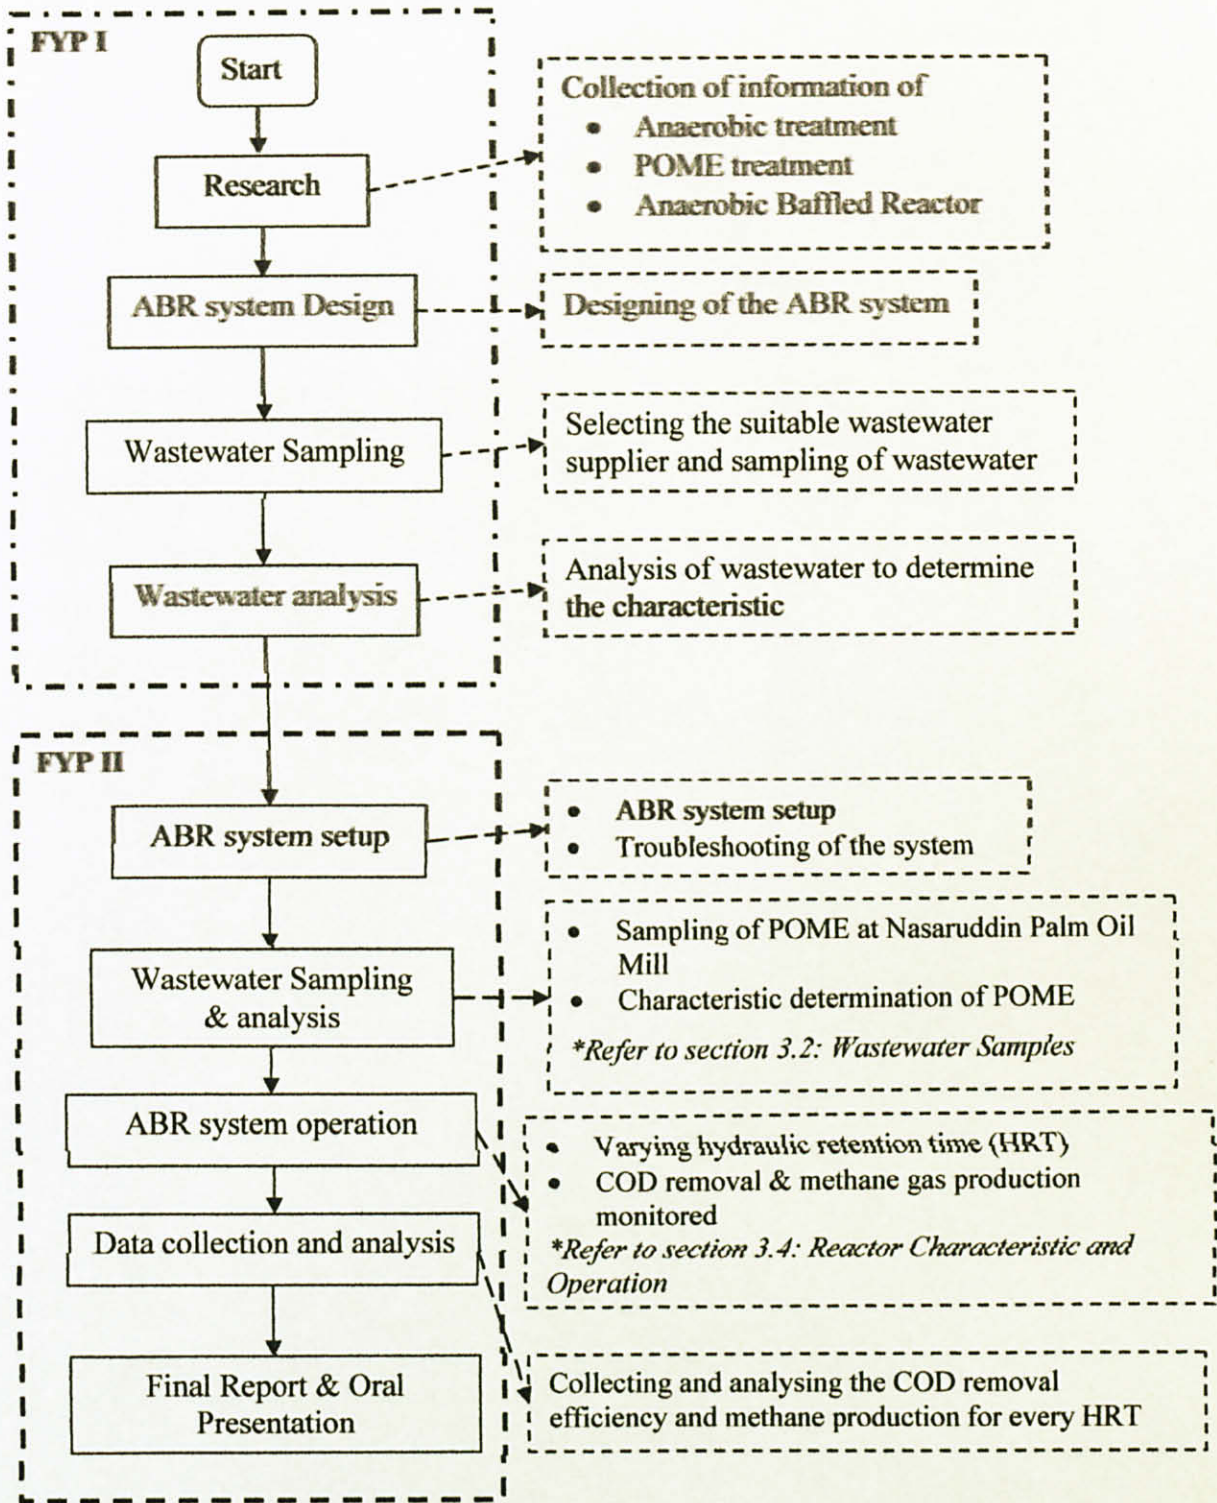 FYP I
Start
Research
Collection of information of
• Anaerobic treatment
• POME treatment
• Anaerobic Baffled Reactor
ABR system Design
Designing of the ABR system
Wastewater Sampling
Selecting the suitable wastewater
supplier and sampling of wastewater
Wastewater analysis
Analysis of wastewater to determine
the characteristic
FYP II
ABR system setup
• ABR system setup
• Troubleshooting of the system
Wastewater Sampling
& analysis
• Sampling of POME at Nasaruddin Palm Oil
Mill
• Characteristic determination of POME
*Refer to section 3.2: Wastewater Samples
ABR system operation
• Varying hydraulic retention time (HRT)
• COD removal & methane gas production
monitored
*Refer to section 3.4: Reactor Characteristic and
Operation
Data collection and analysis
Collecting and analysing the COD removal
efficiency and methane production for every HRT
Final Report & Oral
Presentation